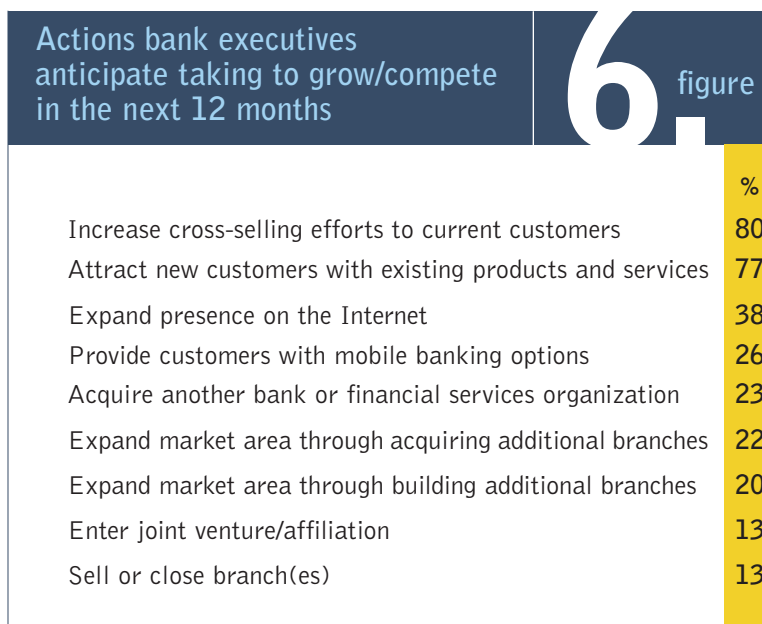 Actions bank executives
anticipate taking to grow/compete
in the next 12 months
6. figure
%
Increase cross-selling efforts to current customers 80
Attract new customers with existing products and services 77
Expand presence on the Internet 38
Provide customers with mobile banking options 26
Acquire another bank or financial services organization 23
Expand market area through acquiring additional branches 22
Expand market area through building additional branches 20
Enter joint venture/affiliation 13
Sell or close branch(es) 13